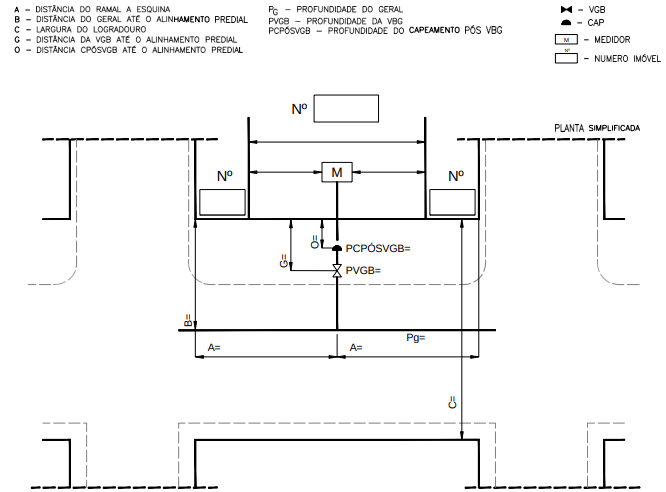 A – DISTÂNCIA DO RAMAL A ESQUINA
B – DISTÂNCIA DO GERAL ATÉ O ALINHAMENTO PREDIAL
C – LARGURA DO LOGRADOURO
G – DISTÂNCIA DA VGB ATÉ O ALINHAMENTO PREDIAL
O – DISTÂNCIA CPÓSVGB ATÉ O ALINHAMENTO PREDIAL
PG – PROFUNDIDADE DO GERAL
PVGB – PROFUNDIDADE DA VBG
PCPÓSVGB – PROFUNDIDADE DO CAPEAMENTO PÓS VBG
– VGB
– CAP
M – MEDIDOR
Nº – NUMERO IMÓVEL
PLANTA SIMPLIFICADA
Nº
Nº
M
Nº
O=
PCPÓSVGB=
G=
PVGB=
B=
Pg=
A=
A=
C=